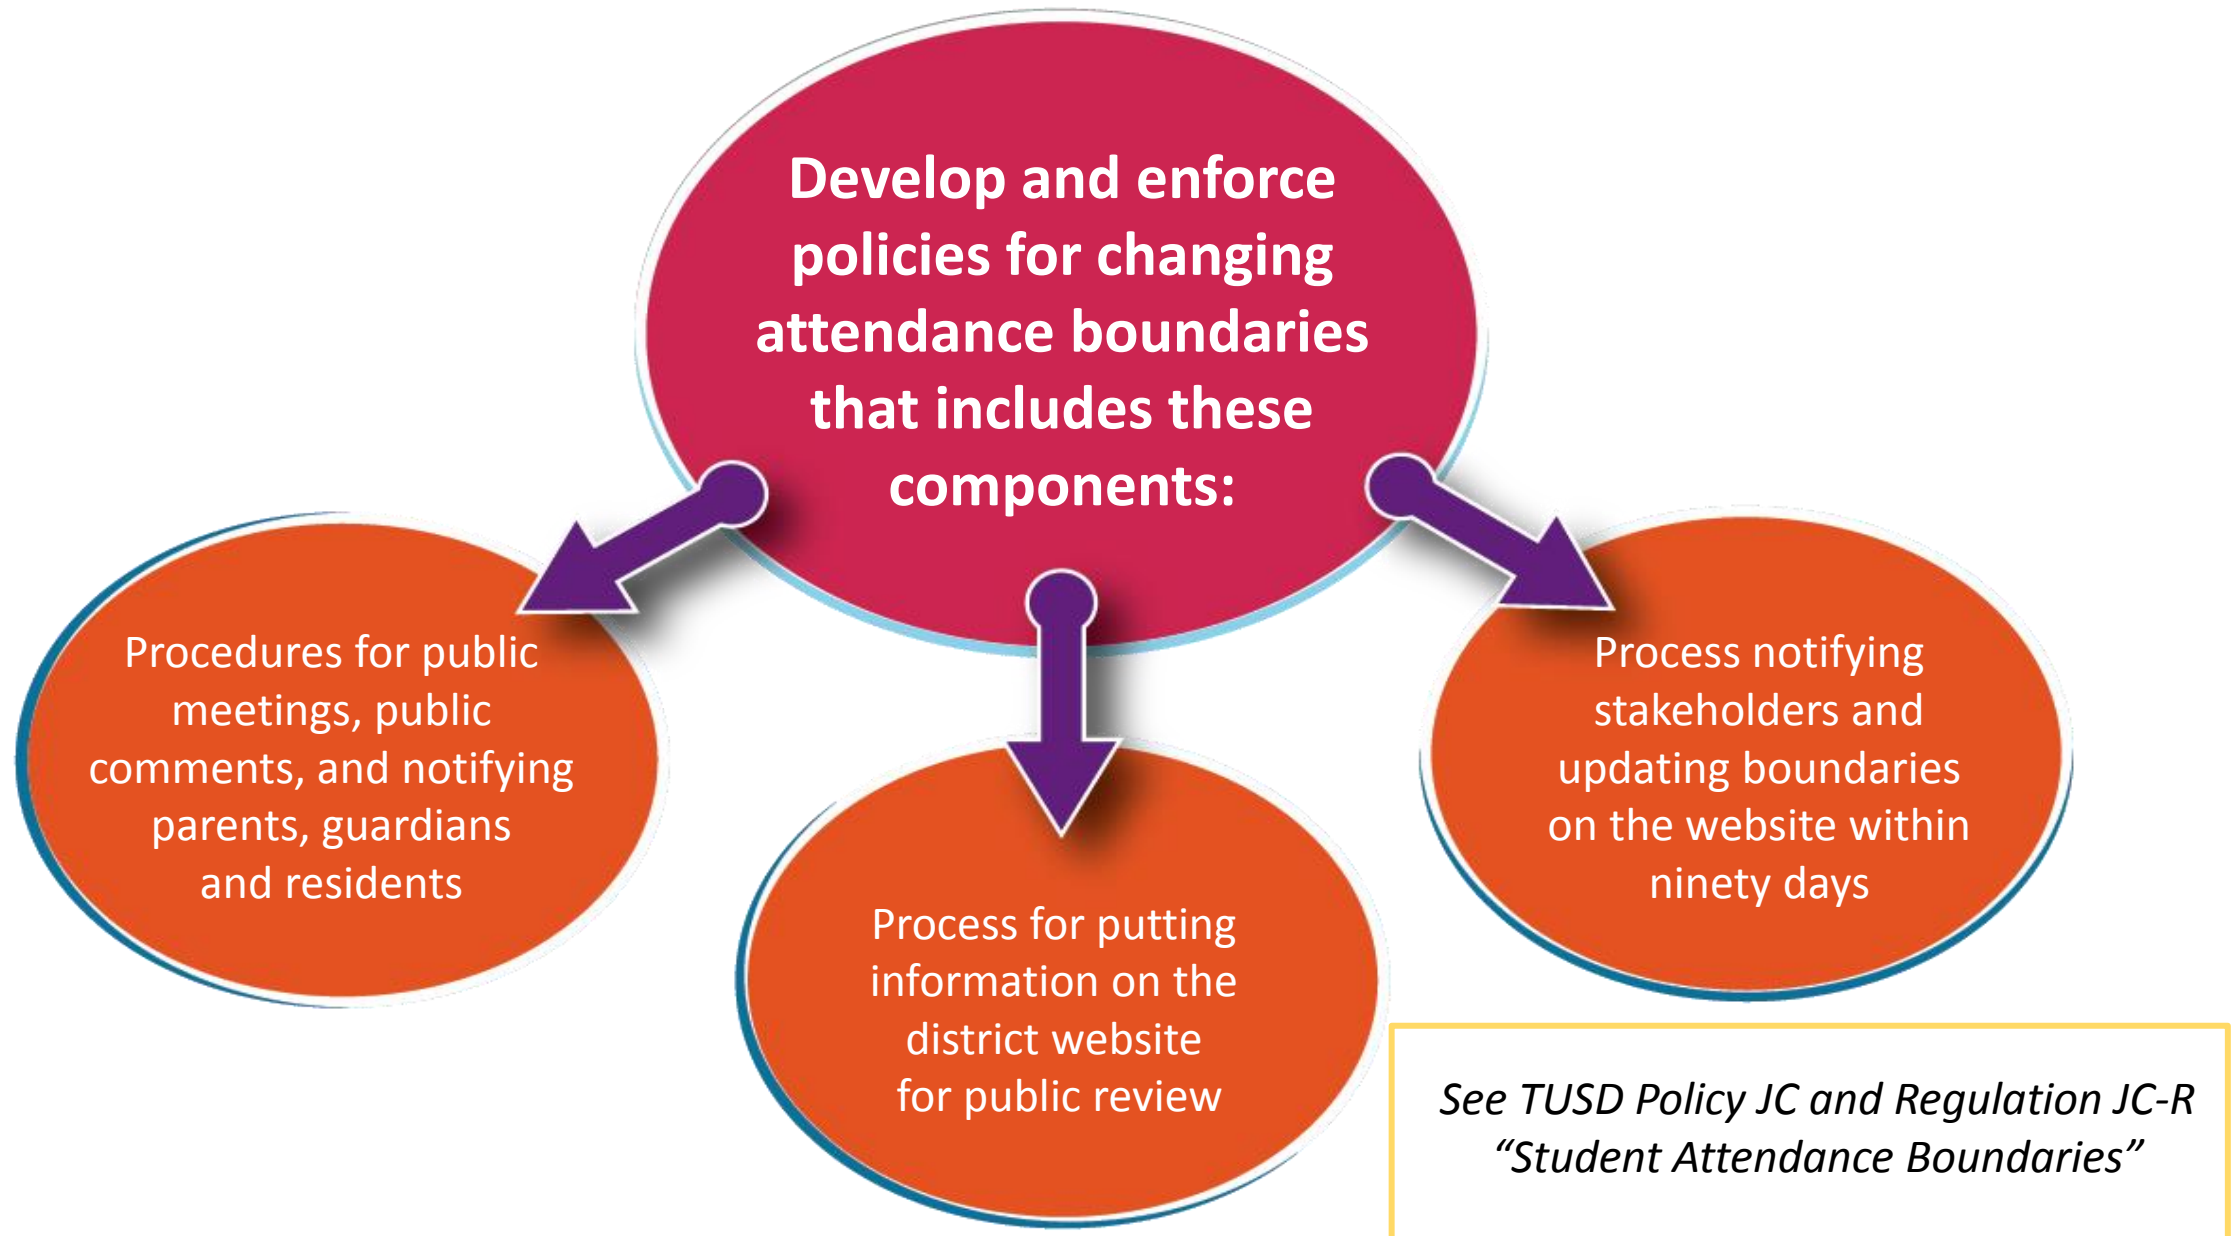 Develop and enforce
policies for changing
attendance boundaries
that includes these
components:
Procedures for public
meetings, public
comments, and notifying
parents, guardians
and residents
Process for putting
information on the
district website
for public review
Process notifying
stakeholders and
updating boundaries
on the website within
ninety days
See TUSD Policy JC and Regulation JC-R
“Student Attendance Boundaries”